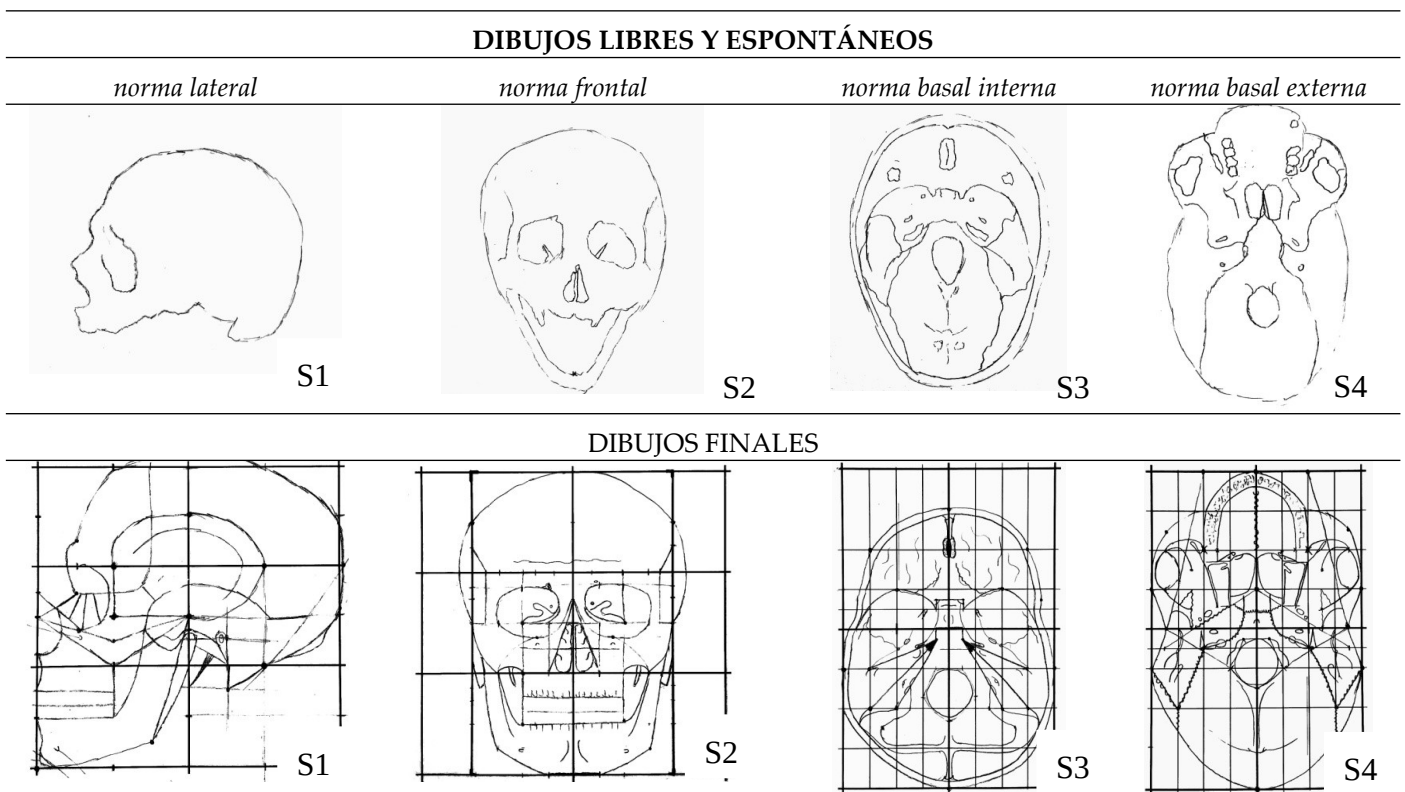 DIBUJOS LIBRES Y ESPONTÁNEOS
norma lateral norma frontal norma basal interna norma basal externa
S1 S2 S3 S4
DIBUJOS FINALES
S1 S2 S3 S4